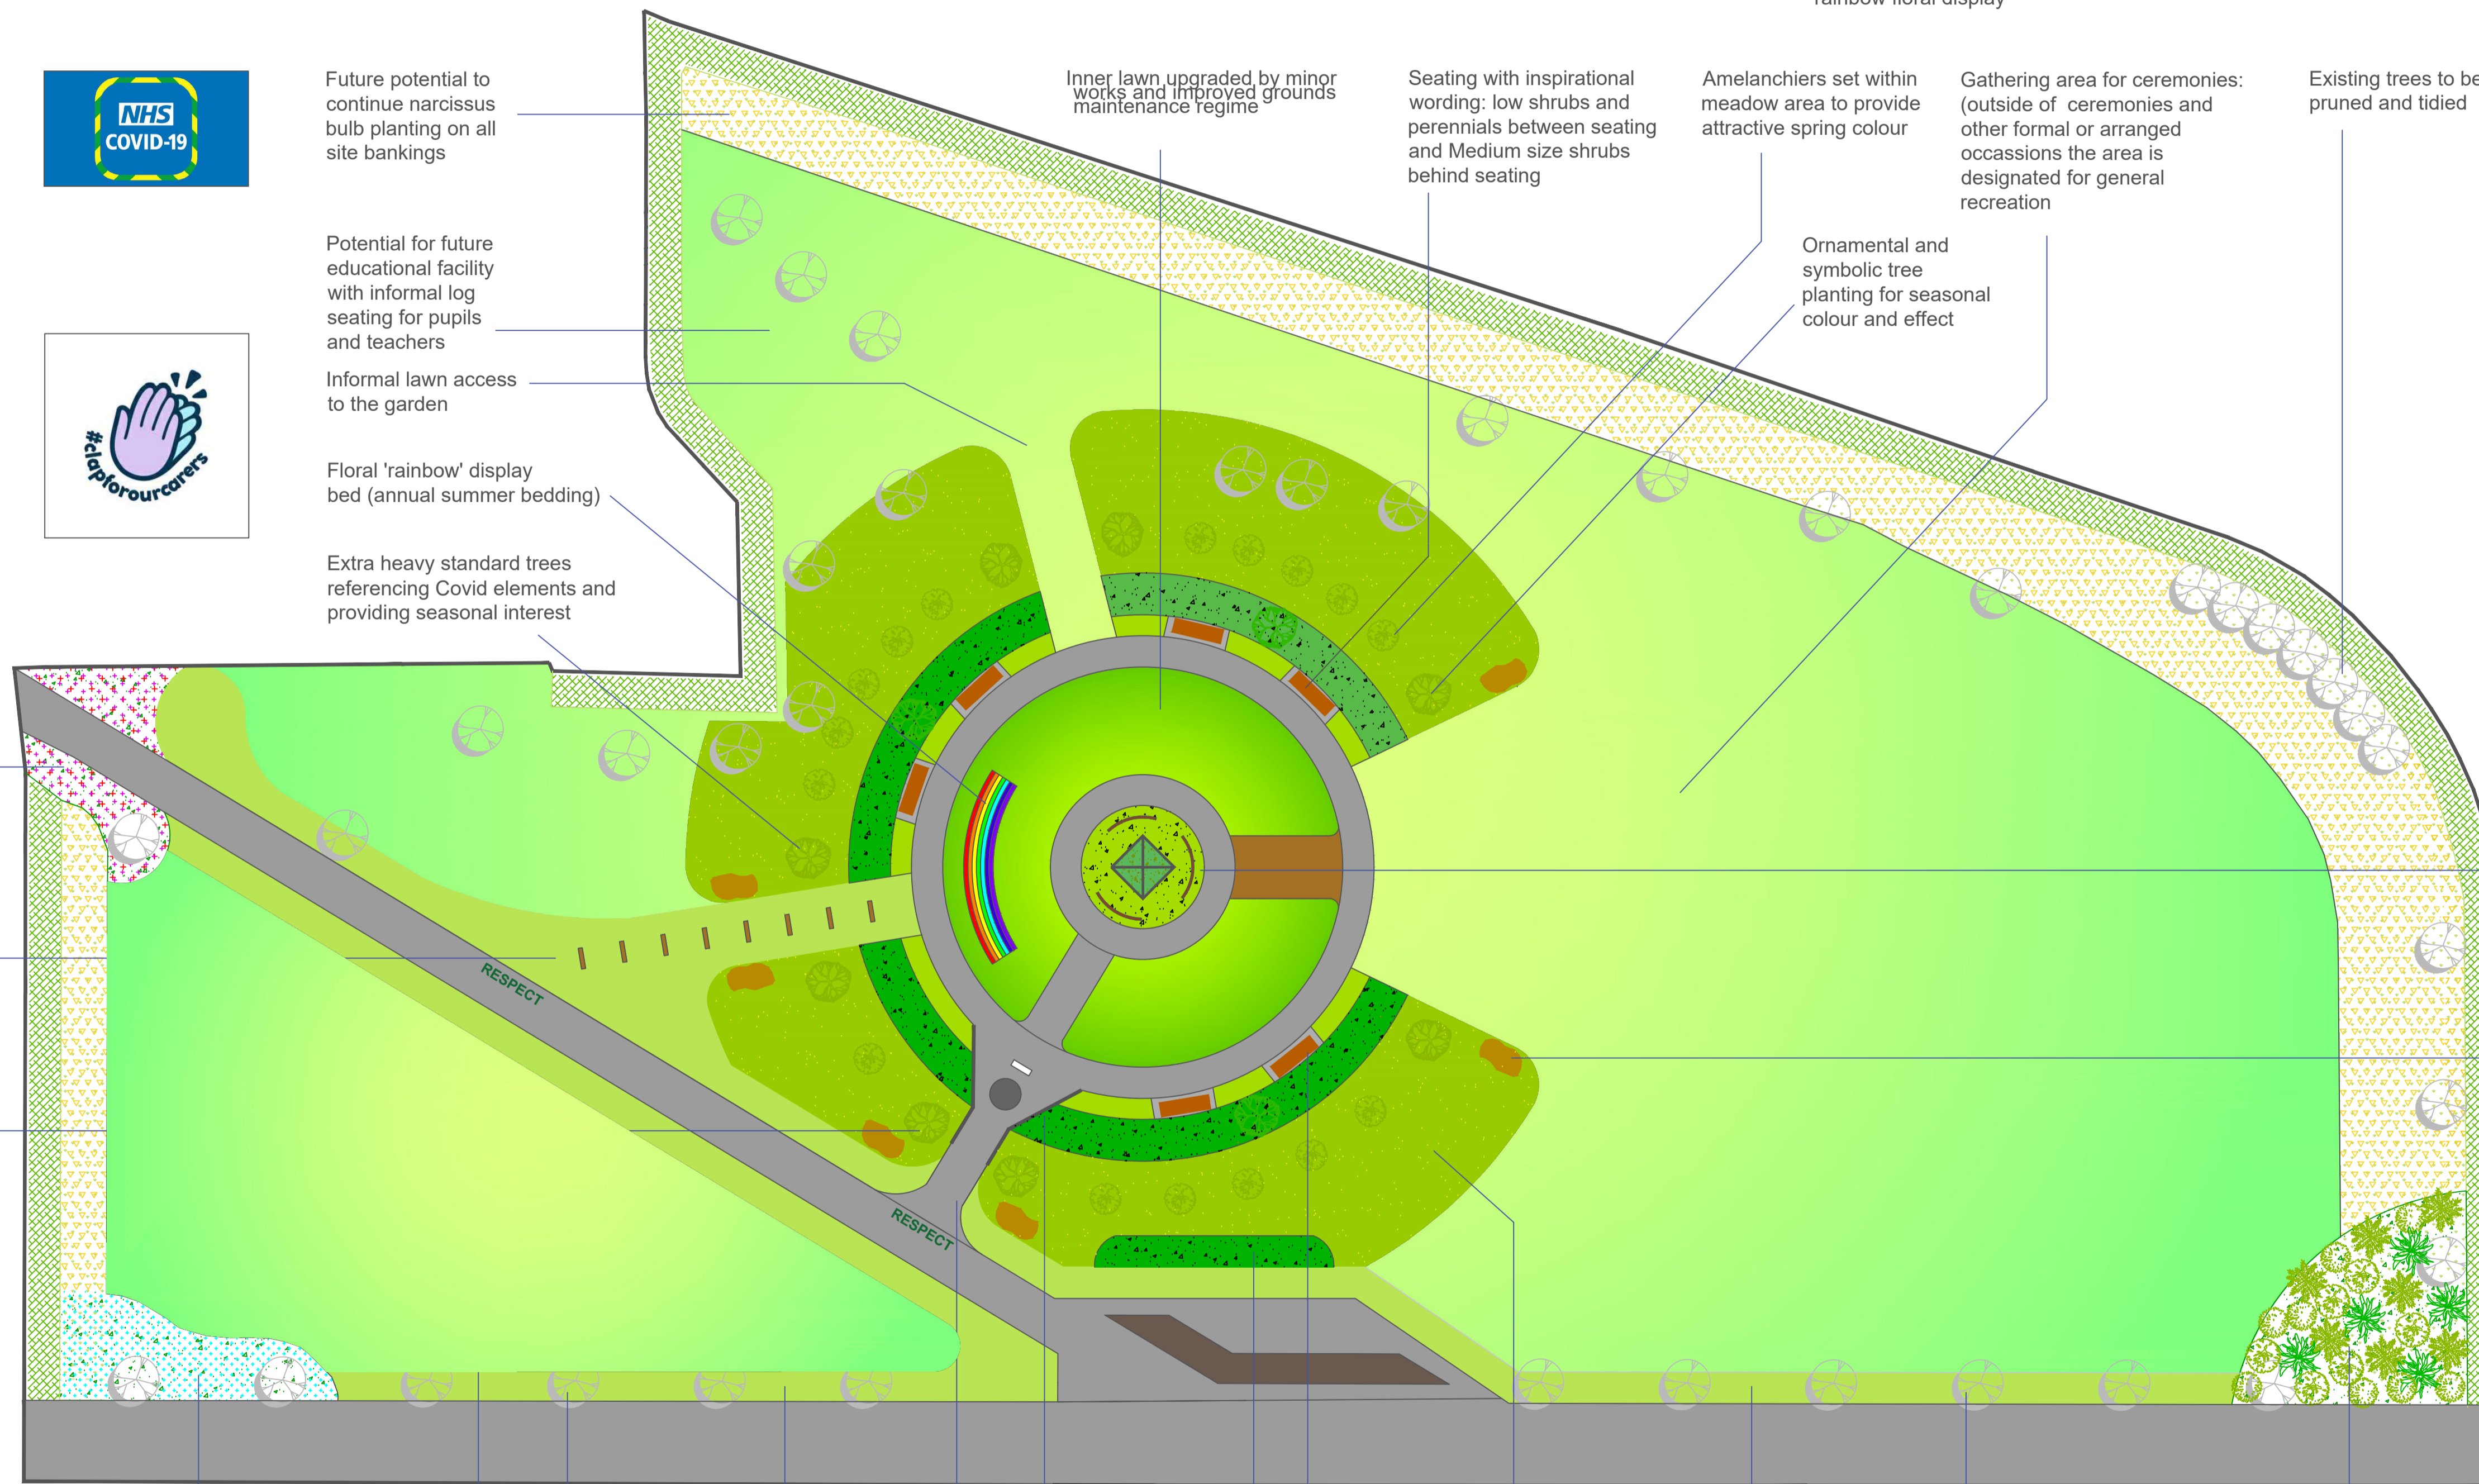 rainbow floral display
NHS
COVID-19
Future potential to
continue narcissus
bulb planting on all
site bankings
Inner lawn upgraded by minor
works and improved grounds
maintenance regime
Seating with inspirational
wording: low shrubs and
perennials between seating
and Medium size shrubs
behind seating
Amelanchiers set within
meadow area to provide
attractive spring colour
Gathering area for ceremonies:
(outside of ceremonies and
other formal or arranged
occassions the area is
designated for general
recreation
Existing trees to be
pruned and tidied
Potential for future
educational facility
with informal log
seating for pupils
and teachers
Ornamental and
symbolic tree
planting for seasonal
colour and effect
#clapforourcarers
Informal lawn access
to the garden
Floral 'rainbow' display
bed (annual summer bedding)
Extra heavy standard trees
referencing Covid elements and
providing seasonal interest
RESPECT
RESPECT